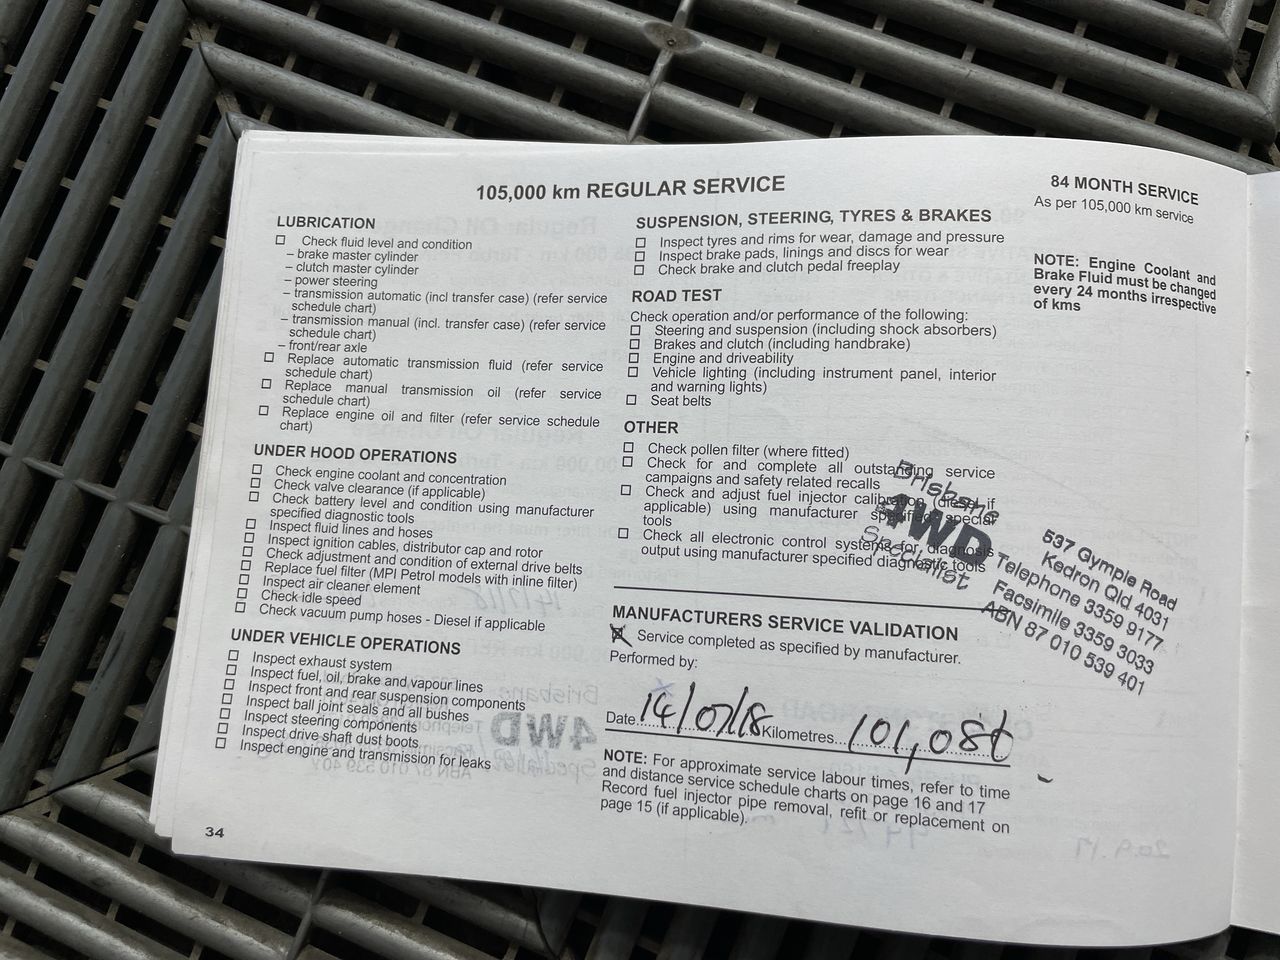 105,000 km REGULAR SERVICE
LUBRICATION
Check fluid level and condition
– brake master cylinder
– clutch master cylinder
– power steering
– transmission automatic (incl transfer case) (refer service
schedule chart)
– transmission manual (incl. transfer case) (refer service
schedule chart)
– front/rear axle
Replace automatic transmission fluid (refer service
schedule chart)
Replace manual transmission oil (refer service
schedule chart)
Replace engine oil and filter (refer service schedule
chart)
UNDER HOOD OPERATIONS
Check engine coolant and concentration
Check valve clearance (if applicable)
Check battery level and condition using manufacturer
specified diagnostic tools
Inspect fluid lines and hoses
Inspect ignition cables, distributor cap and rotor
Check adjustment and condition of external drive belts
Replace fuel filter (MPI Petrol models with inline filter)
Inspect air cleaner element
Check idle speed
Check vacuum pump hoses - Diesel if applicable
UNDER VEHICLE OPERATIONS
Inspect exhaust system
Inspect fuel, oil, brake and vapour lines
Inspect front and rear suspension components
Inspect ball joint seals and all bushes
Inspect steering components
Inspect drive shaft dust boots
Inspect engine and transmission for leaks
34
SUSPENSION, STEERING, TYRES & BRAKES
Inspect tyres and rims for wear, damage and pressure
Inspect brake pads, linings and discs for wear
Check brake and clutch pedal freeplay
ROAD TEST
Check operation and/or performance of the following:
Steering and suspension (including shock absorbers)
Brakes and clutch (including handbrake)
Engine and driveability
Vehicle lighting (including instrument panel, interior
and warning lights)
Seat belts
OTHER
Check pollen filter (where fitted)
Check for and complete all outstanding service
campaigns and safety related recalls
Check and adjust fuel injector calibration (diesel if
applicable) using manufacturer specified special
tools
Check all electronic control systems for diagnosis
output using manufacturer specified diagnostic tools
MANUFACTURERS SERVICE VALIDATION
Service completed as specified by manufacturer.
Performed by:
Date 14/07/18 Kilometres
NOTE: For approximate service labour times, refer to time
and distance service schedule charts on page 16 and 17
Record fuel injector pipe removal, refit or replacement on
page 15 (if applicable).
84 MONTH SERVICE
As per 105,000 km service
NOTE: Engine Coolant and
Brake Fluid must be changed
every 24 months irrespective
of kms
Brisbane
4WD
Specialist
537 Gympie Road
Kedron Qld 4031
Telephone 3359 9177
Facsimile 3359 3033
ABN 87 010 539 401